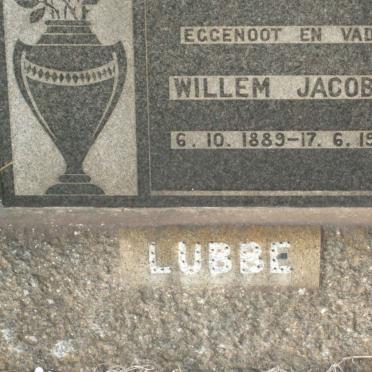 EGGENOOT EN VAD
WILLEM JACOB
6. 10. 1889-17. 6. 19
LUBBE